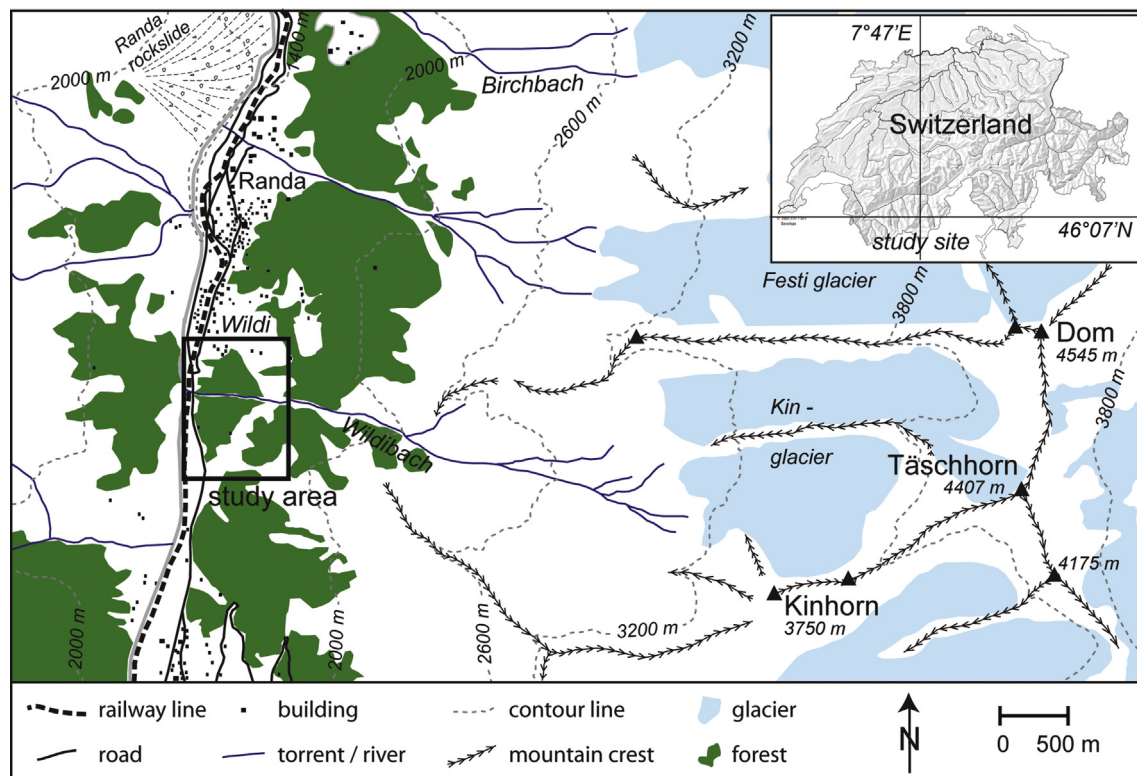 Randa
rockslide
2000 m
1400 m
2000 m
Birchbach
2600 m
3200 m
7°47’E
Switzerland
46°07’N
study site
Randa
Festi glacier
3800 m
Wildi
Dom
4545 m
3800 m
Kin -
glacier
Wildibach
Täschhorn
4407 m
study area
4175 m
Kinhorn
3750 m
2000 m
2000 m
2600 m
3200 m
railway line
building
contour line
glacier
road
torrent / river
mountain crest
forest
N
0 500 m